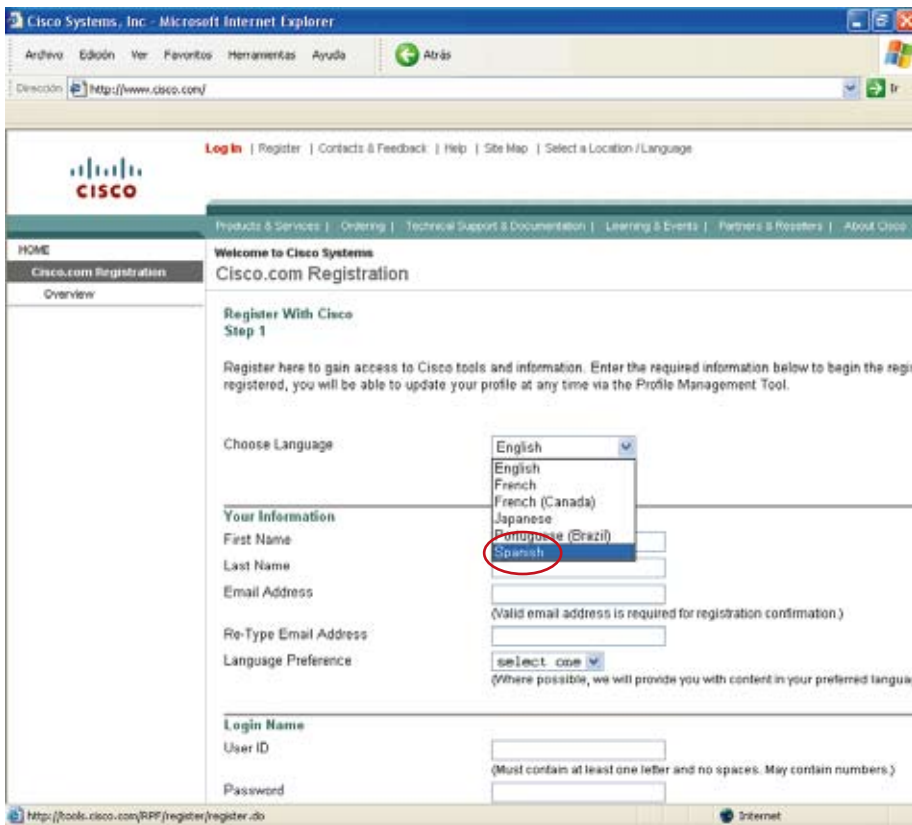 Cisco Systems, Inc - Microsoft Internet Explorer
Archivo Edición Ver Favoritos Herramientas Ayuda Atrás
Dirección http://www.cisco.com/ Ir
Log In | Register | Contacts & Feedback | Help | Site Map | Select a Location / Language
CISCO
Products & Services | Ordering | Technical Support & Documentation | Learning & Events | Partners & Resellers | About Cisco
HOME
Cisco.com Registration
Overview
Welcome to Cisco Systems
Cisco.com Registration
Register With Cisco
Step 1
Register here to gain access to Cisco tools and information. Enter the required information below to begin the regi
registered, you will be able to update your profile at any time via the Profile Management Tool.
Choose Language English
English
French
French (Canada)
Japanese
Portuguese (Brazil)
Spanish
Your Information
First Name
Last Name
Email Address
(Valid email address is required for registration confirmation.)
Re-Type Email Address
Language Preference select one
(Where possible, we will provide you with content in your preferred langua
Login Name
User ID
(Must contain at least one letter and no spaces. May contain numbers.)
Password
http://tools.cisco.com/RPF/register/register.do Internet